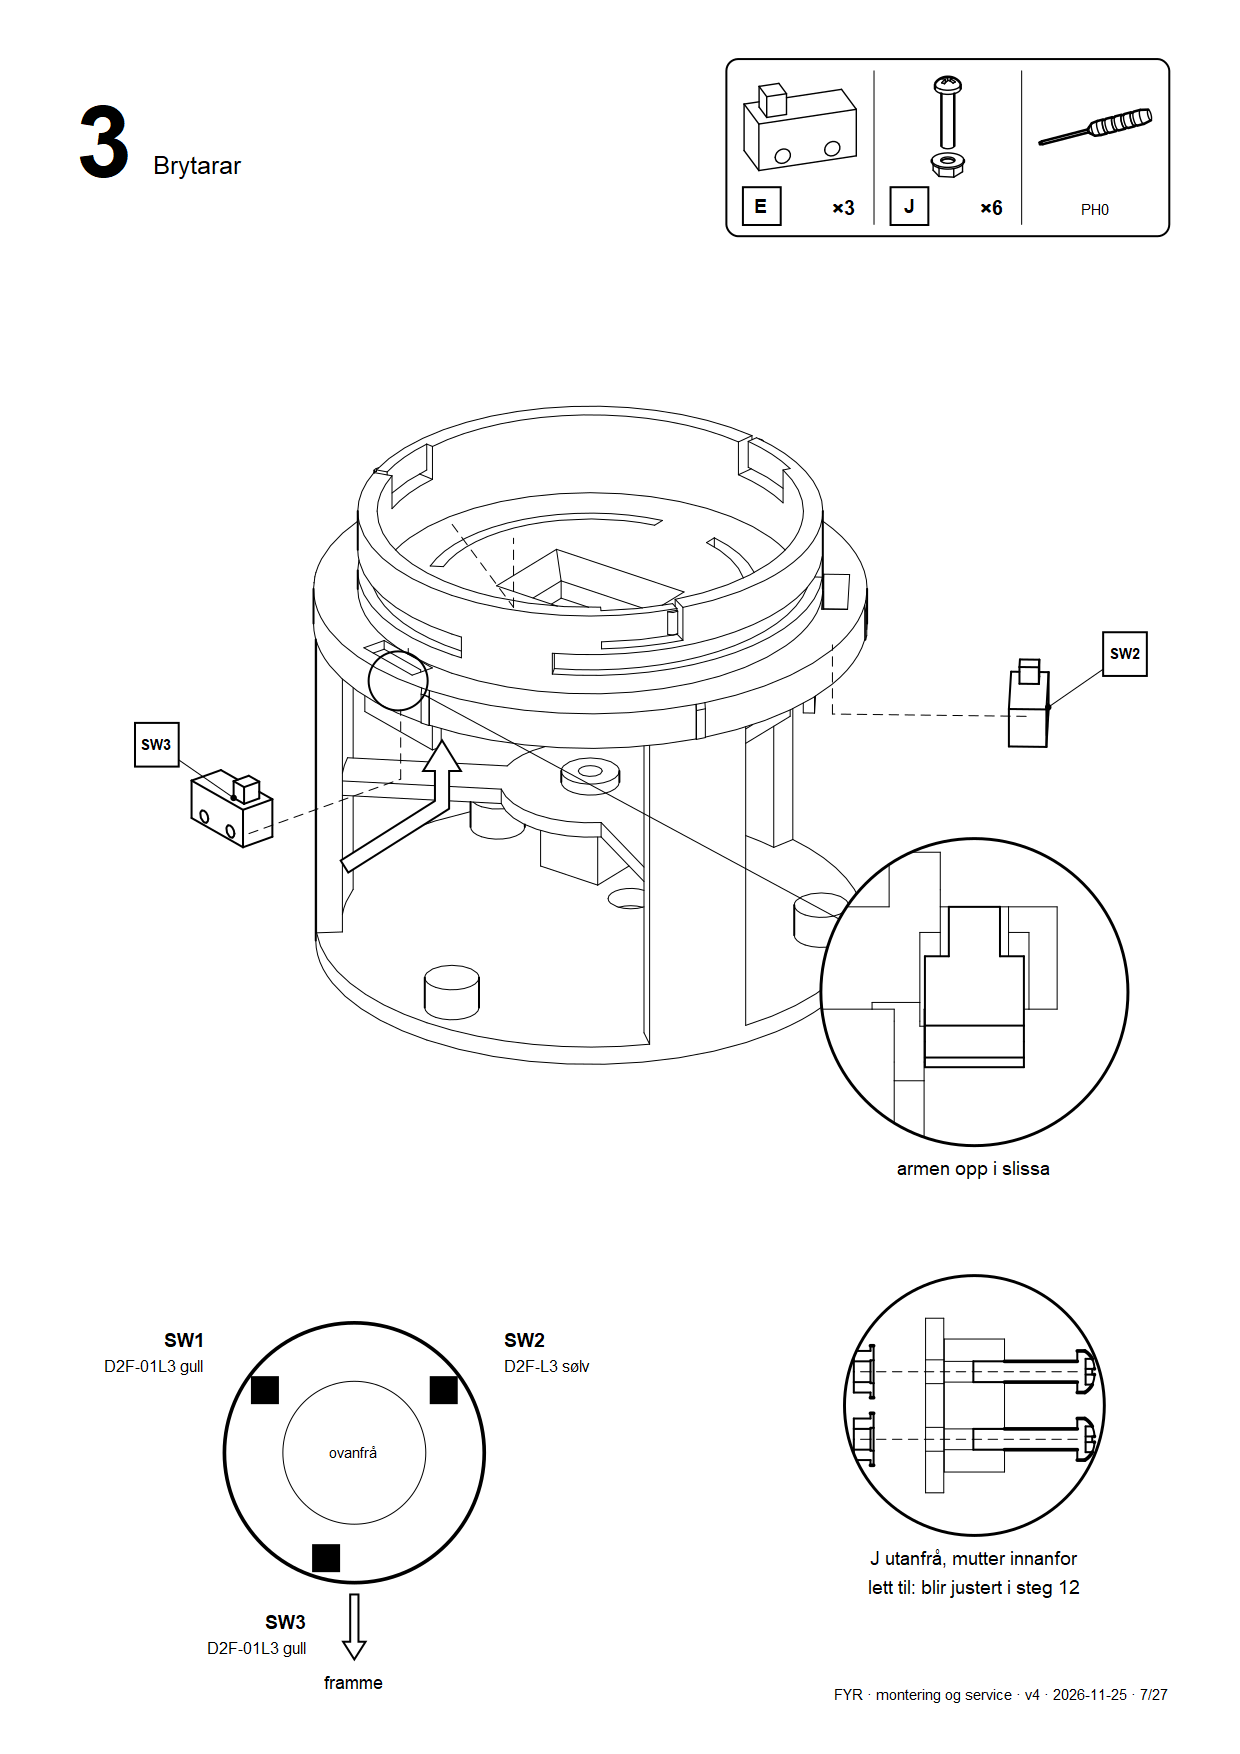 3 Brytarar
E ×3 J ×6 PH0
SW2
SW3
armen opp i slissa
SW1
D2F-01L3 gull
SW2
D2F-L3 sølv
ovanfrå
SW3
D2F-01L3 gull
framme
J utanfrå, mutter innanfor
lett til: blir justert i steg 12
FYR · montering og service · v4 · 2026-11-25 · 7/27